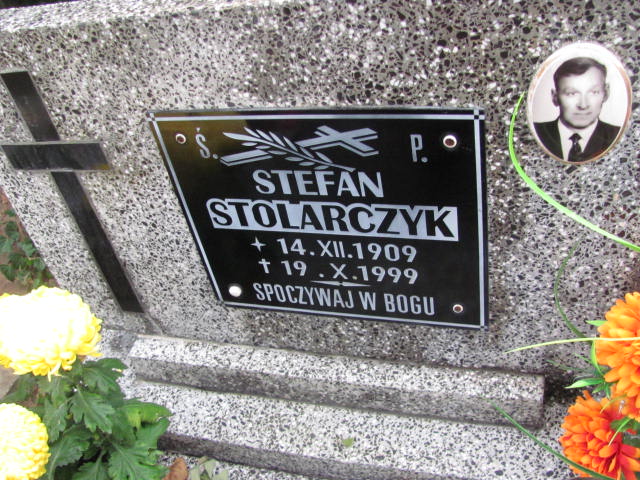 Ś. P.
STEFAN
STOLARCZYK
14.XII.1909
† 19.X.1999
SPOCZYWAJ W BOGU